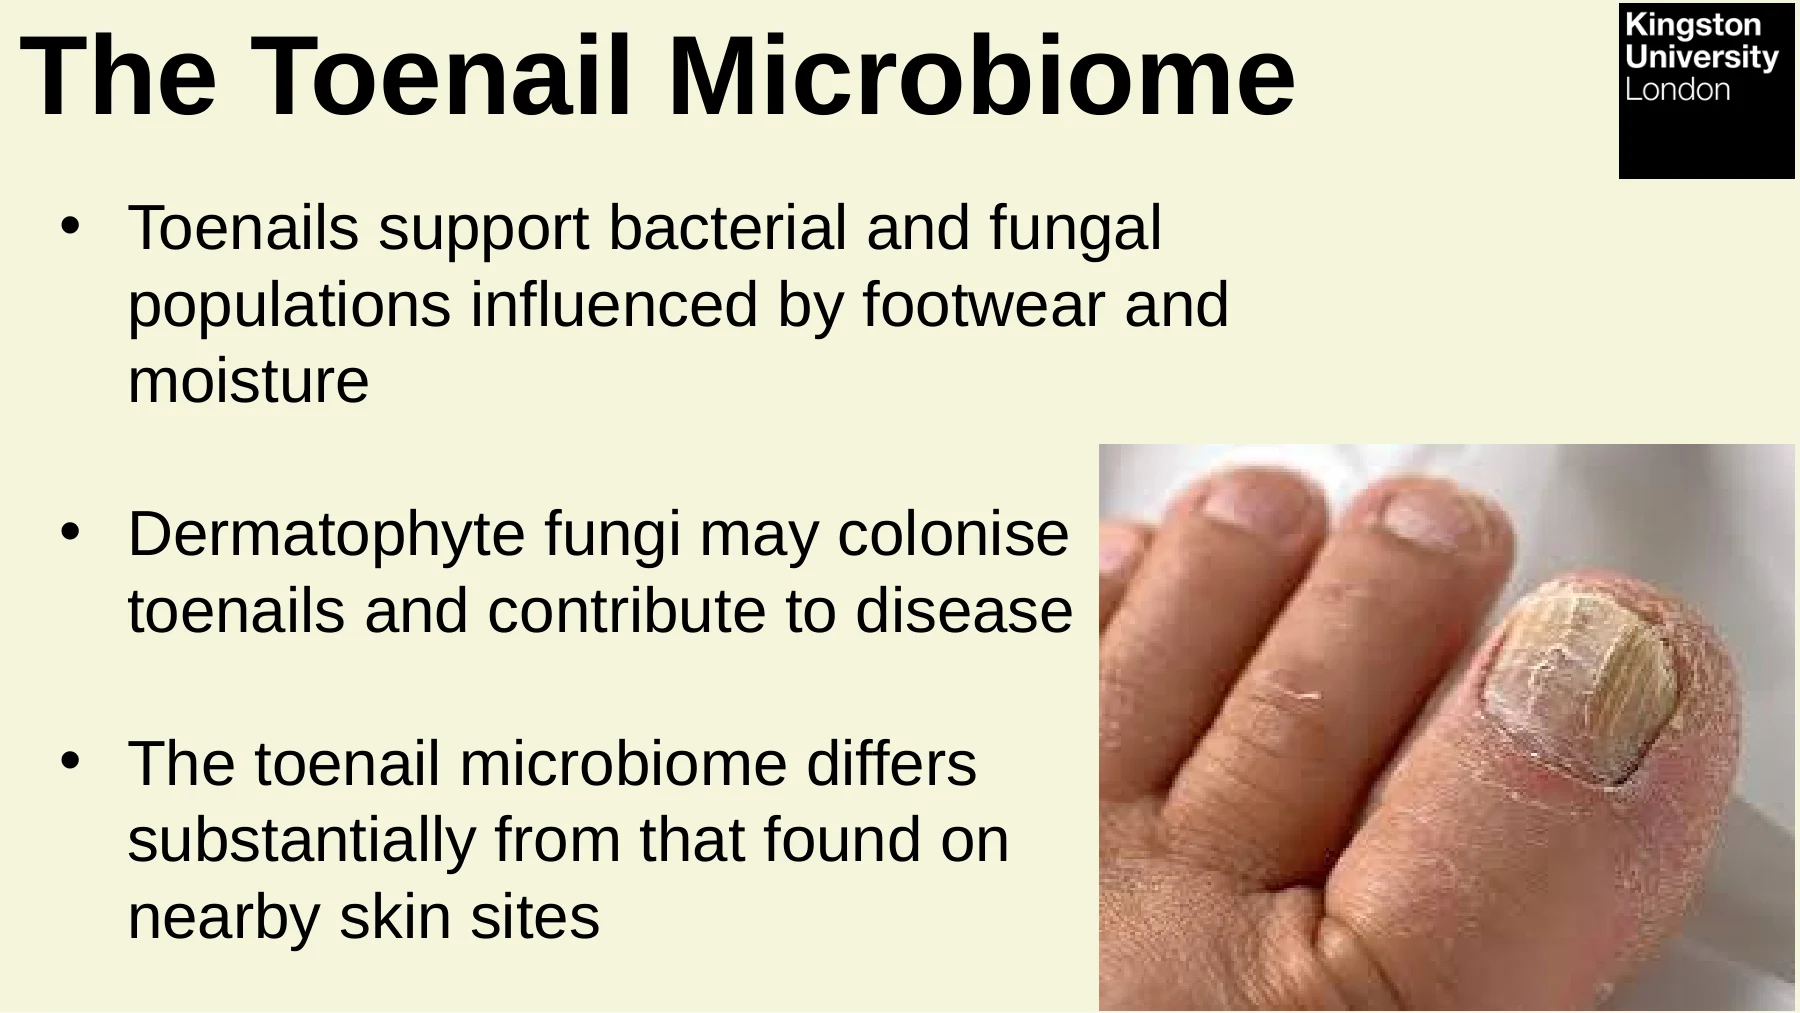 The Toenail Microbiome
Kingston
University
London
• Toenails support bacterial and fungal
populations influenced by footwear and
moisture
• Dermatophyte fungi may colonise
toenails and contribute to disease
• The toenail microbiome differs
substantially from that found on
nearby skin sites